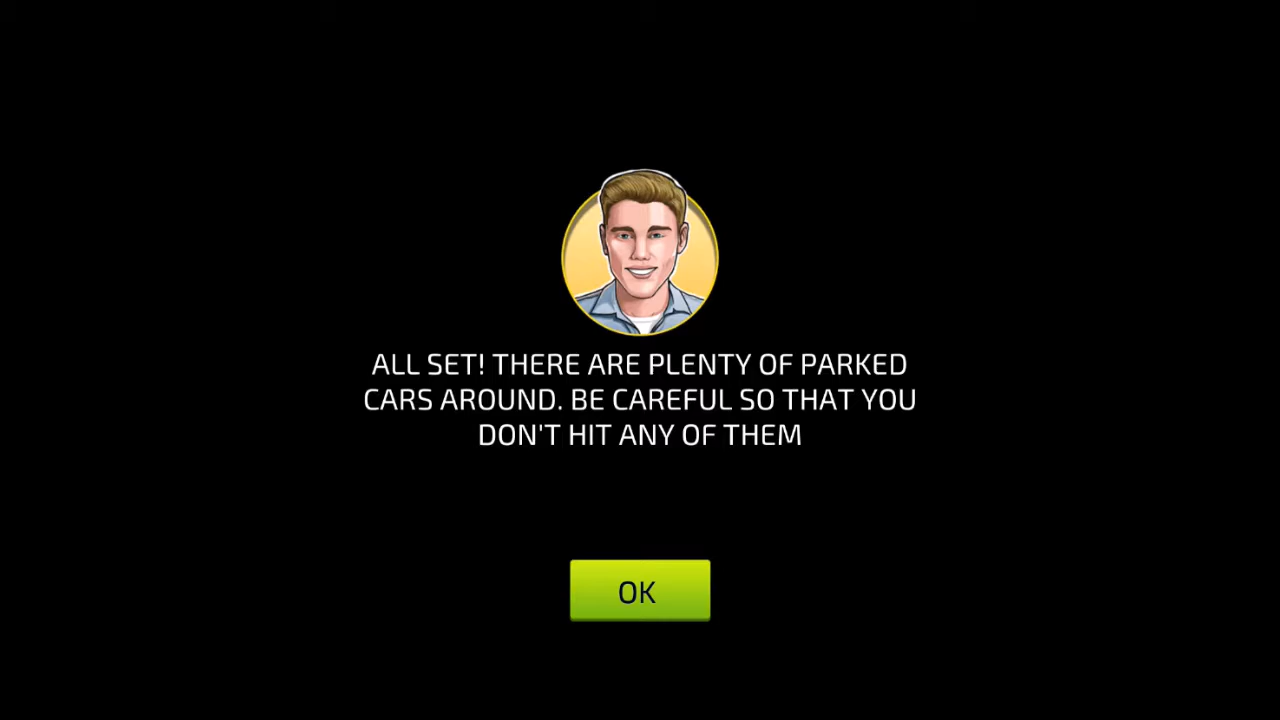 ALL SET! THERE ARE PLENTY OF PARKED
CARS AROUND. BE CAREFUL SO THAT YOU
DON'T HIT ANY OF THEM
OK